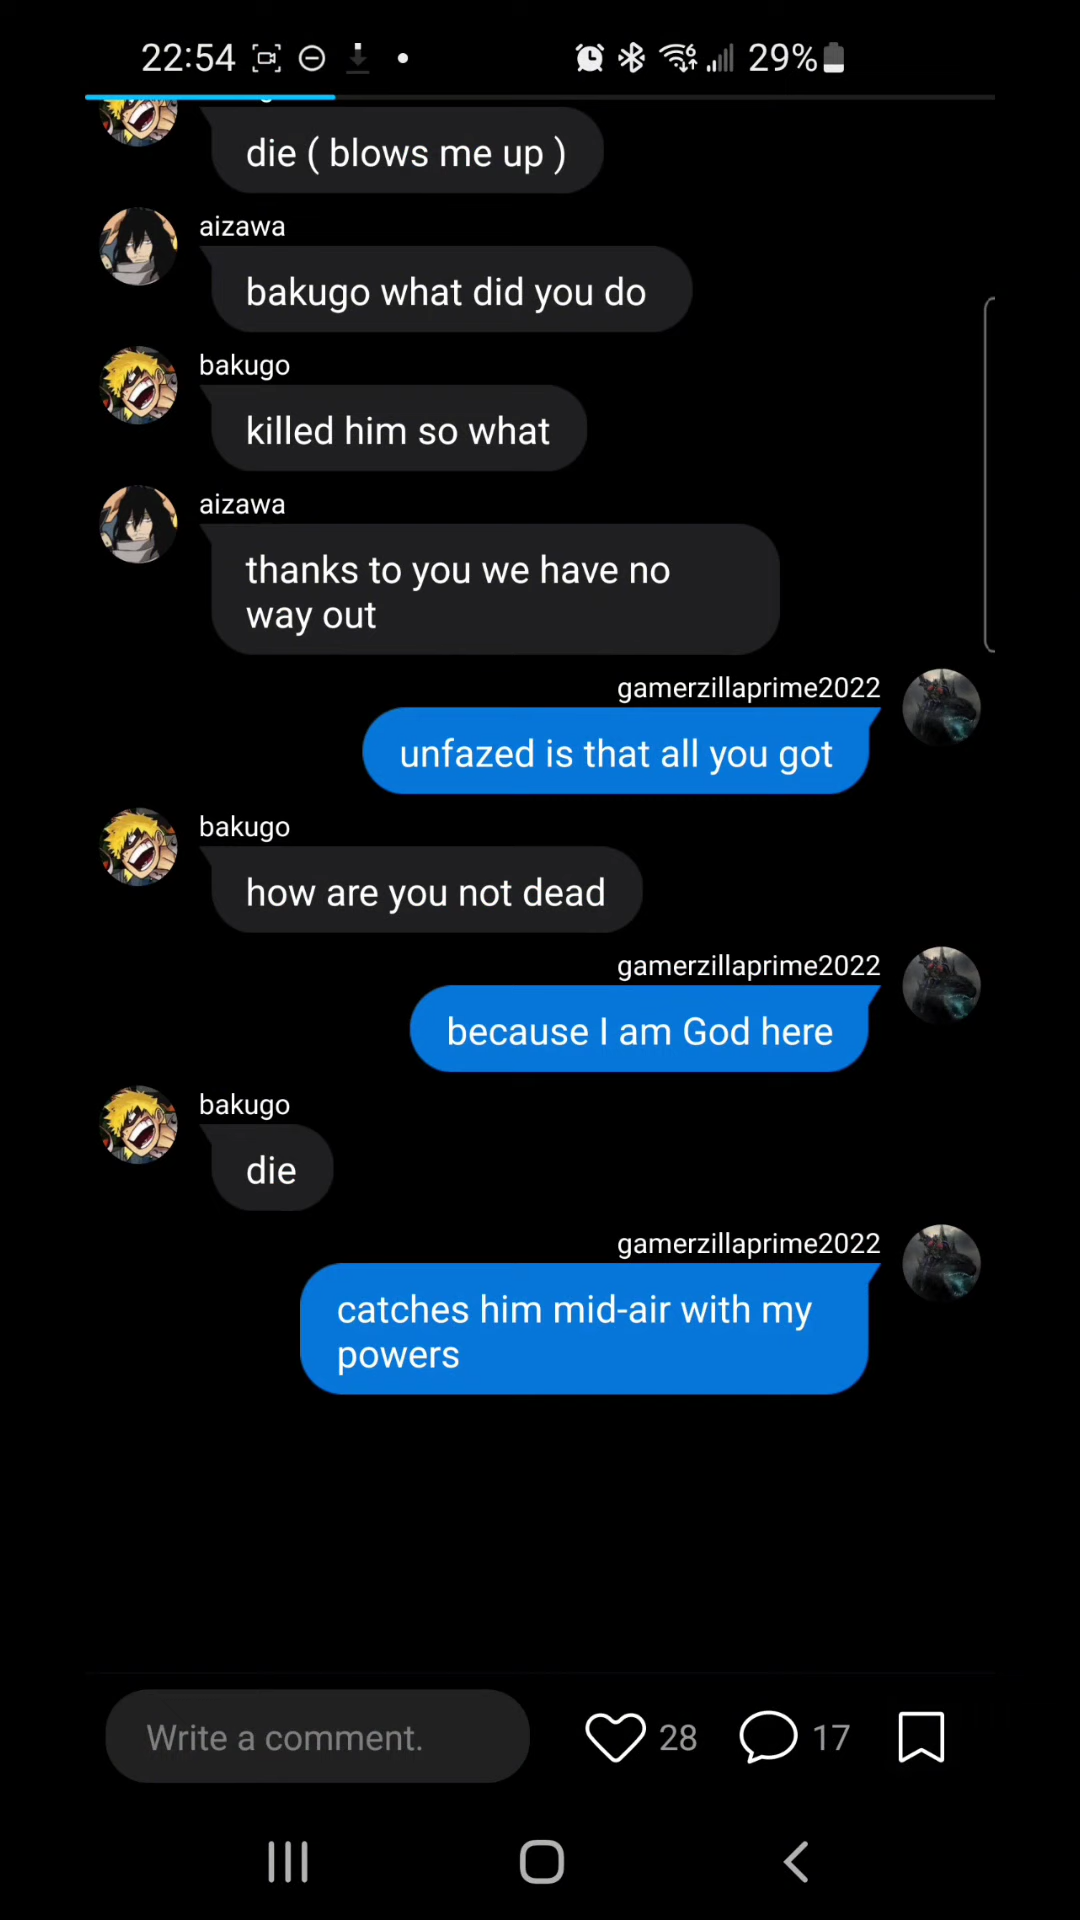 22:54
29%
die ( blows me up )
aizawa
bakugo what did you do
bakugo
killed him so what
aizawa
thanks to you we have no
way out
gamerzillaprime2022
unfazed is that all you got
bakugo
how are you not dead
gamerzillaprime2022
because I am God here
bakugo
die
gamerzillaprime2022
catches him mid-air with my
powers
Write a comment.
28
17